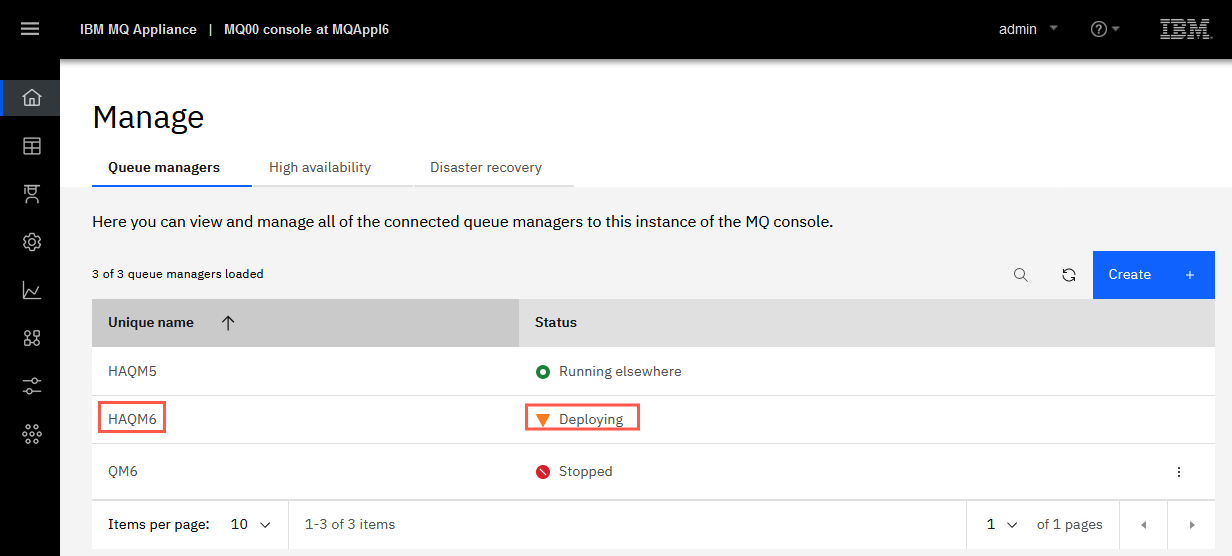 IBM MQ Appliance | MQ00 console at MQAppl6 admin IBM
Manage
Queue managers High availability Disaster recovery
Here you can view and manage all of the connected queue managers to this instance of the MQ console.
3 of 3 queue managers loaded Create +
Unique name Status
HAQM5 Running elsewhere
HAQM6 Deploying
QM6 Stopped
Items per page: 10 1-3 of 3 items 1 of 1 pages